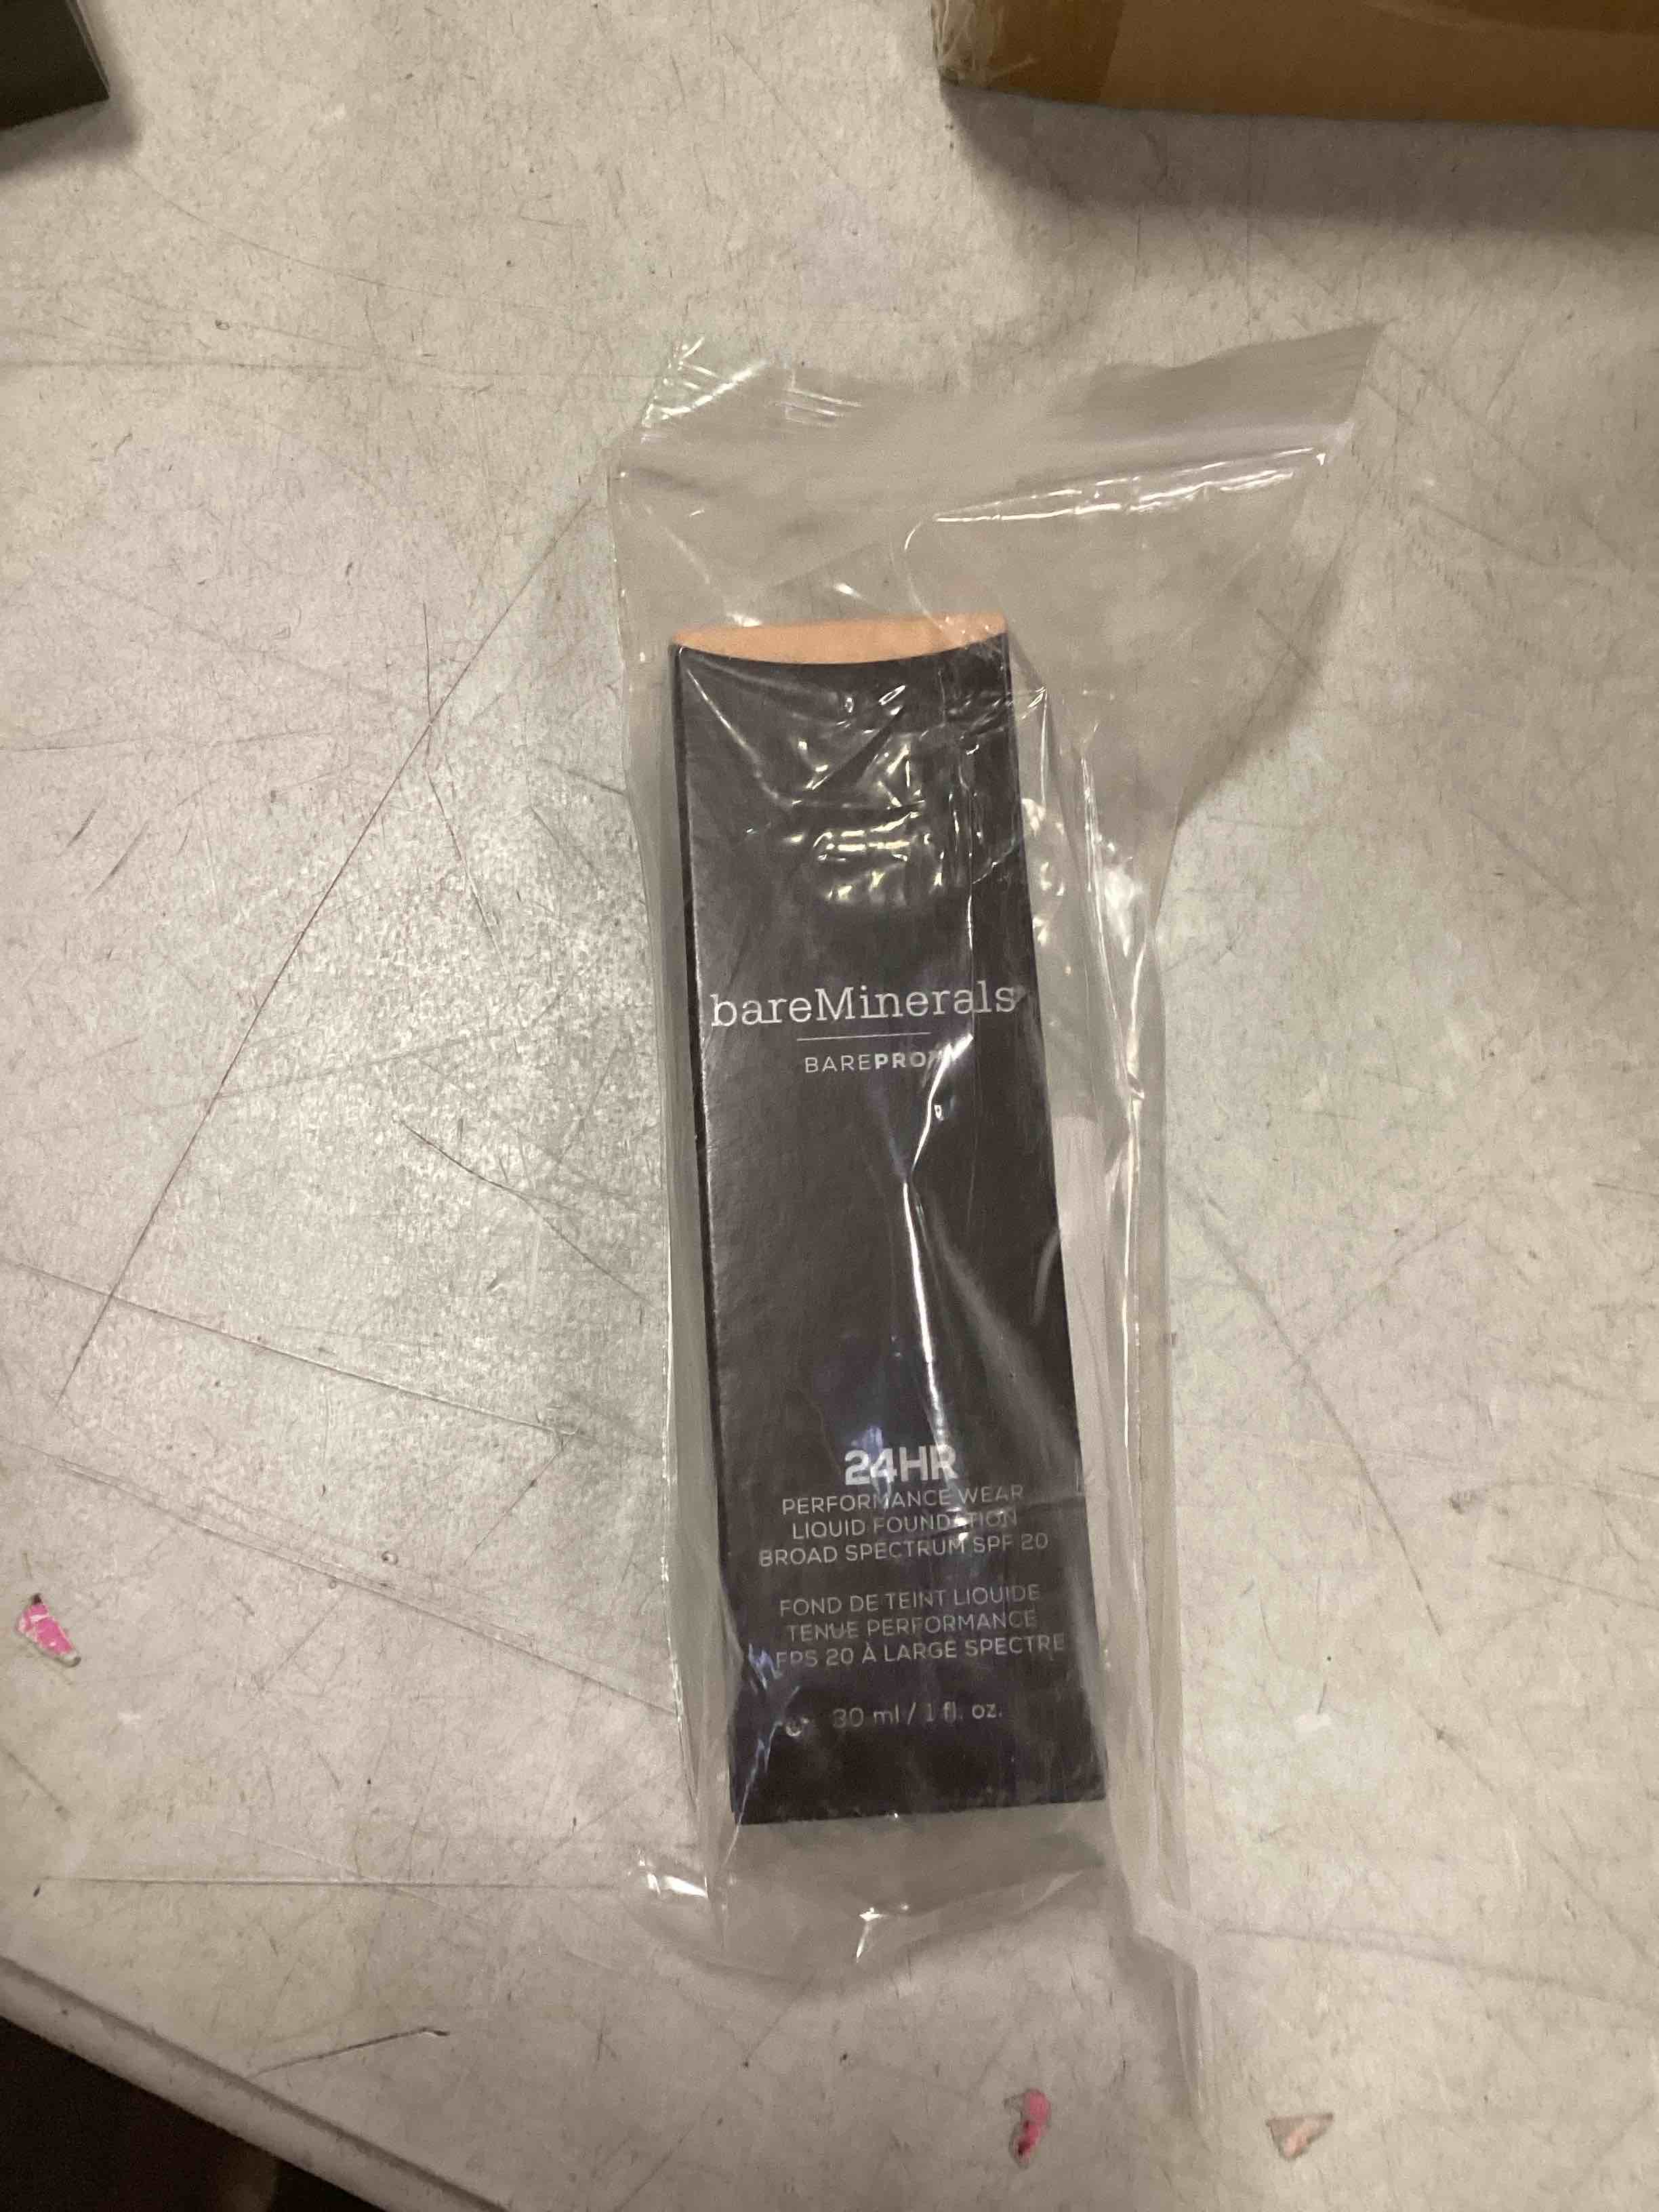 bareMinerals®
BAREPRO
24HR
PERFORMANCE WEAR
LIQUID FOUNDATION
BROAD SPECTRUM SPF 20
FOND DE TEINT LIQUIDE
TENUE PERFORMANCE
FPS 20 À LARGE SPECTRE
e 30 ml / 1 fl. oz.